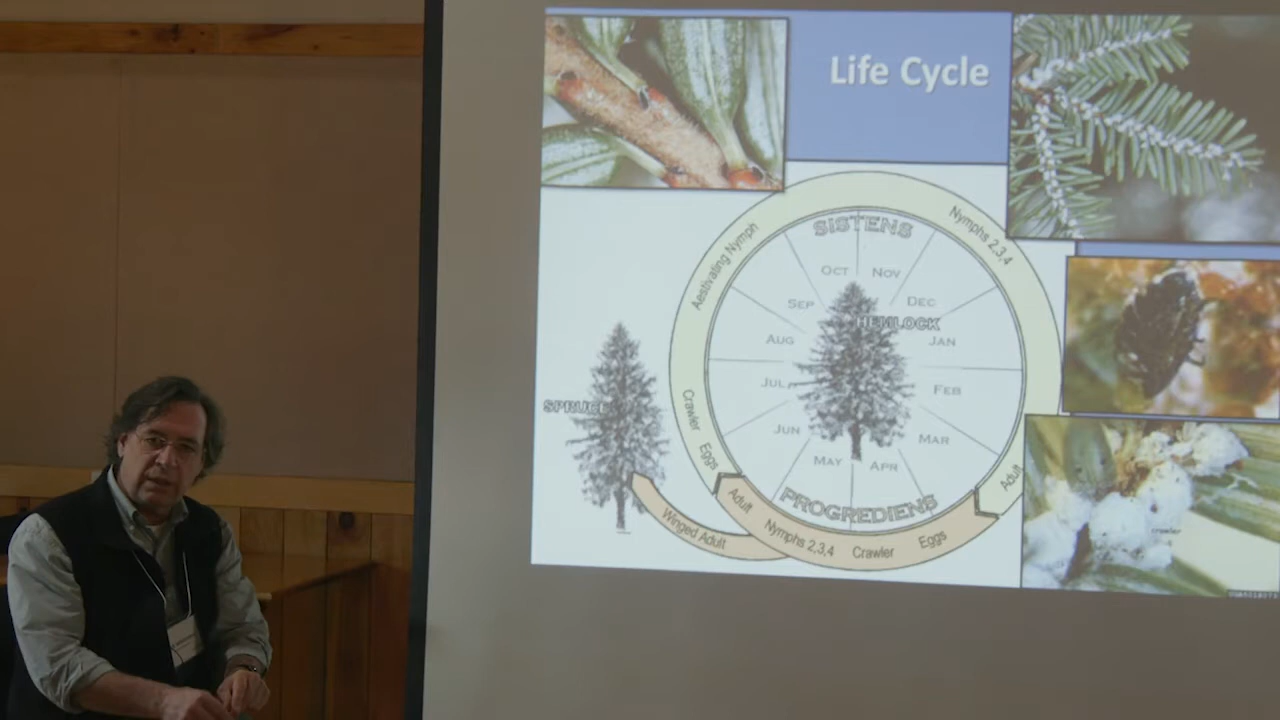 Life Cycle
SISTENS
Aestivating Nymph
Nymphs 2,3,4
OCT
NOV
SEP
DEC
HEMLOCK
AUG
JAN
JUL
FEB
SPRUCE
JUN
MAR
MAY
APR
Crawler
Eggs
Adult
PROGREDIENS
Adult
Nymphs 2,3,4
Crawler
Eggs
Winged Adult
crawler